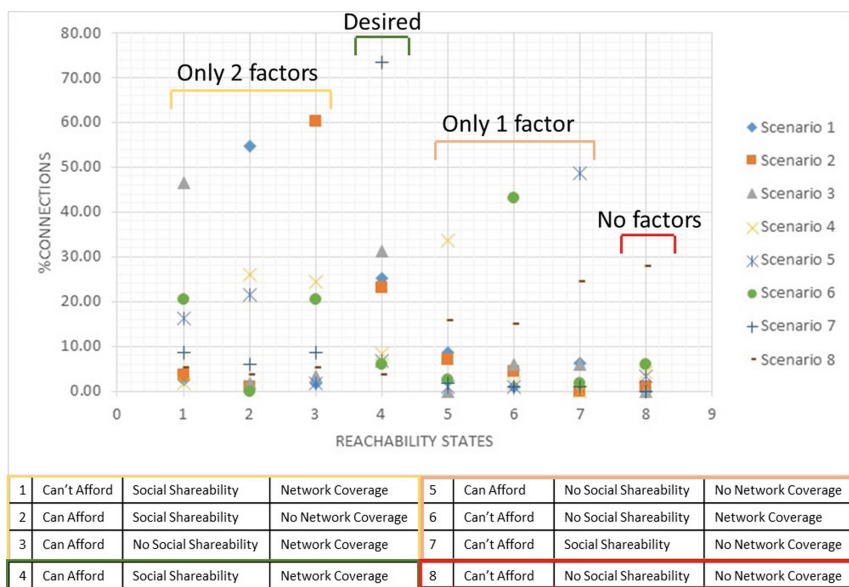 Desired
80.00
Only 2 factors
70.00
60.00
Only 1 factor
50.00
Scenario 1
Scenario 2
40.00
No factors
Scenario 3
30.00
Scenario 4
Scenario 5
20.00
Scenario 6
10.00
Scenario 7
Scenario 8
0.00
%CONNECTIONS
0 1 2 3 4 5 6 7 8 9
REACHABILITY STATES
1 Can't Afford Social Shareability Network Coverage 5 Can Afford No Social Shareability No Network Coverage
2 Can Afford Social Shareability No Network Coverage 6 Can't Afford No Social Shareability Network Coverage
3 Can Afford No Social Shareability Network Coverage 7 Can't Afford Social Shareability No Network Coverage
4 Can Afford Social Shareability Network Coverage 8 Can't Afford No Social Shareability No Network Coverage